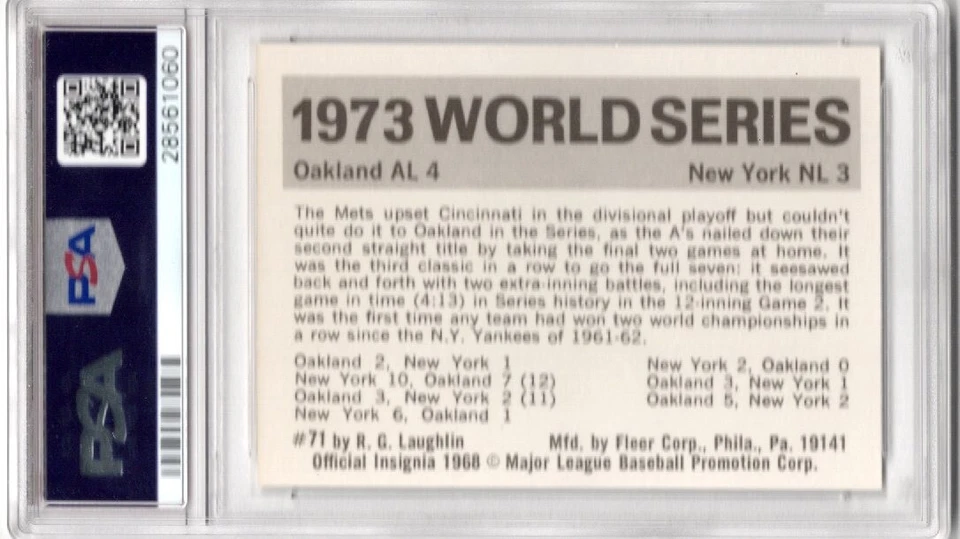 28561060
PSA
PSA
1973 WORLD SERIES
Oakland AL 4 New York NL 3
The Mets upset Cincinnati in the divisional playoff but couldn't
quite do it to Oakland in the Series, as the A's nailed down their
second straight title by taking the final two games at home. It
was the third classic in a row to go the full seven: it seesawed
back and forth with two extra-inning battles, including the longest
game in time (4:13) in Series history in the 12-inning Game 2. It
was the first time any team had won two world championships in
a row since the N.Y. Yankees of 1961-62.
Oakland 2, New York 1 New York 2, Oakland 0
New York 10, Oakland 7 (12) Oakland 3, New York 1
Oakland 3, New York 2 (11) Oakland 5, New York 2
New York 6, Oakland 1
#71 by R. G. Laughlin Mfd. by Fleer Corp., Phila., Pa. 19141
Official Insignia 1968 © Major League Baseball Promotion Corp.